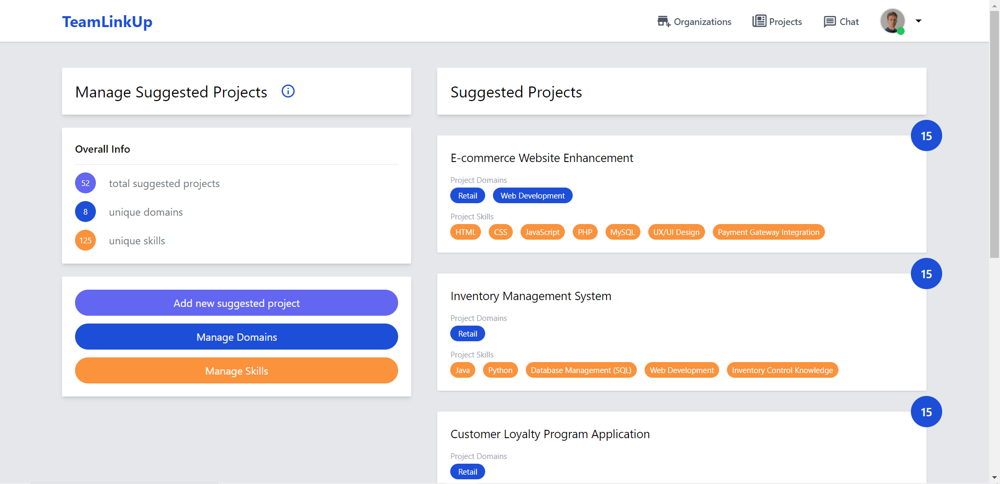 TeamLinkUp
Organizations
Projects
Chat
Manage Suggested Projects
Overall Info
52 total suggested projects
8 unique domains
125 unique skills
Add new suggested project
Manage Domains
Manage Skills
Suggested Projects
15
E-commerce Website Enhancement
Project Domains
Retail Web Development
Project Skills
HTML CSS JavaScript PHP MySQL UX/UI Design Payment Gateway Integration
15
Inventory Management System
Project Domains
Retail
Project Skills
Java Python Database Management (SQL) Web Development Inventory Control Knowledge
15
Customer Loyalty Program Application
Project Domains
Retail